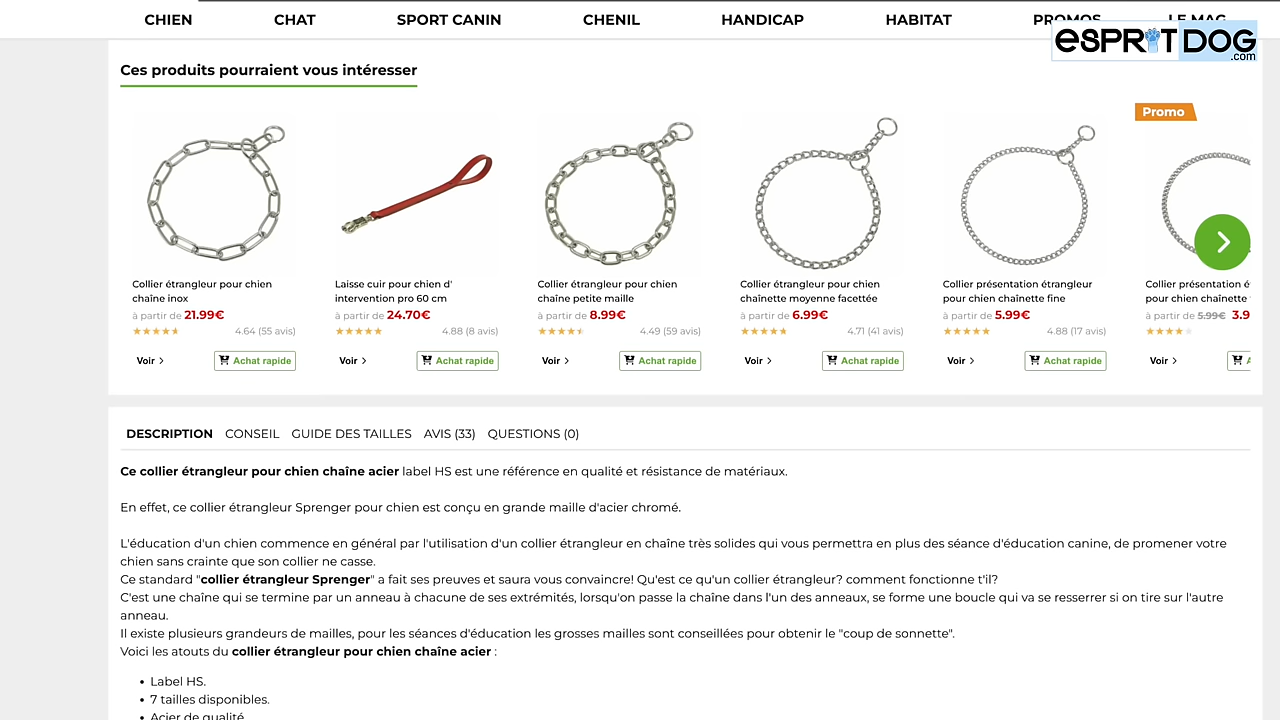 CHIEN CHAT SPORT CANIN CHENIL HANDICAP HABITAT PROMOS LE MAG
ESPRIT DOG
.com
Ces produits pourraient vous intéresser
Promo
Collier étrangleur pour chien
chaîne inox
à partir de 21.99€
4.64 (55 avis)
Voir Achat rapide
Laisse cuir pour chien d'
intervention pro 60 cm
à partir de 24.70€
4.88 (8 avis)
Voir Achat rapide
Collier étrangleur pour chien
chaîne petite maille
à partir de 8.99€
4.49 (59 avis)
Voir Achat rapide
Collier étrangleur pour chien
chaînette moyenne facettée
à partir de 6.99€
4.71 (41 avis)
Voir Achat rapide
Collier présentation étrangleur
pour chien chaînette fine
à partir de 5.99€
4.88 (17 avis)
Voir Achat rapide
Collier présentation é
pour chien chaînette
à partir de 5.99€ 3.9
Voir A
DESCRIPTION CONSEIL GUIDE DES TAILLES AVIS (33) QUESTIONS (0)
Ce collier étrangleur pour chien chaîne acier label HS est une référence en qualité et résistance de matériaux.
En effet, ce collier étrangleur Sprenger pour chien est conçu en grande maille d'acier chromé.
L'éducation d'un chien commence en général par l'utilisation d'un collier étrangleur en chaîne très solides qui vous permettra en plus des séance d'éducation canine, de promener votre
chien sans crainte que son collier ne casse.
Ce standard "collier étrangleur Sprenger" a fait ses preuves et saura vous convaincre! Qu'est ce qu'un collier étrangleur? comment fonctionne t'il?
C'est une chaîne qui se termine par un anneau à chacune de ses extrémités, lorsqu'on passe la chaîne dans l'un des anneaux, se forme une boucle qui va se resserrer si on tire sur l'autre
anneau.
Il existe plusieurs grandeurs de mailles, pour les séances d'éducation les grosses mailles sont conseillées pour obtenir le "coup de sonnette".
Voici les atouts du collier étrangleur pour chien chaîne acier :
• Label HS.
• 7 tailles disponibles.
• Acier de qualité